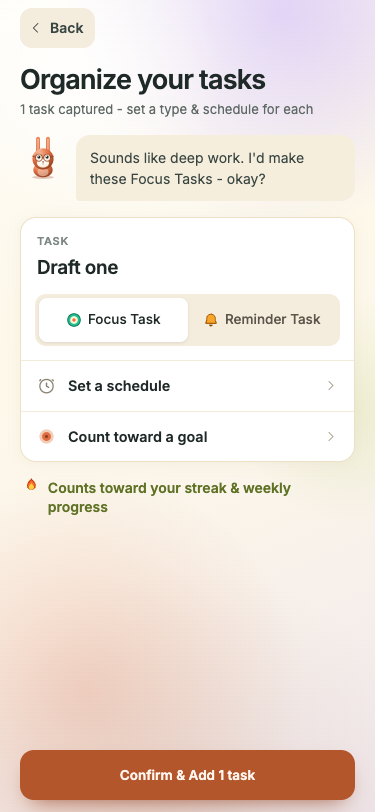 Back
Organize your tasks
1 task captured - set a type & schedule for each
Sounds like deep work. I'd make
these Focus Tasks - okay?
TASK
Draft one
Focus Task
Reminder Task
Set a schedule
Count toward a goal
Counts toward your streak & weekly
progress
Confirm & Add 1 task